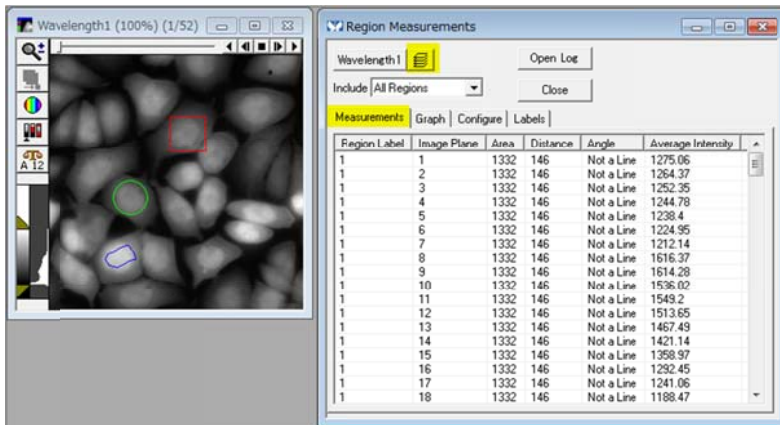 Wavelength1 (100%) (1/52)
A 12
Region Measurements
Wavelength1
Open Log
Include All Regions
Close
Measurements Graph Configure Labels
Region Label Image Plane Area Distance Angle Average Intensity
1 1 1332 146 Not a Line 1275.06
1 2 1332 146 Not a Line 1264.37
1 3 1332 146 Not a Line 1252.35
1 4 1332 146 Not a Line 1244.78
1 5 1332 146 Not a Line 1238.4
1 6 1332 146 Not a Line 1224.95
1 7 1332 146 Not a Line 1212.14
1 8 1332 146 Not a Line 1616.37
1 9 1332 146 Not a Line 1614.28
1 10 1332 146 Not a Line 1536.02
1 11 1332 146 Not a Line 1549.2
1 12 1332 146 Not a Line 1513.65
1 13 1332 146 Not a Line 1467.49
1 14 1332 146 Not a Line 1421.14
1 15 1332 146 Not a Line 1358.97
1 16 1332 146 Not a Line 1292.45
1 17 1332 146 Not a Line 1241.06
1 18 1332 146 Not a Line 1188.47